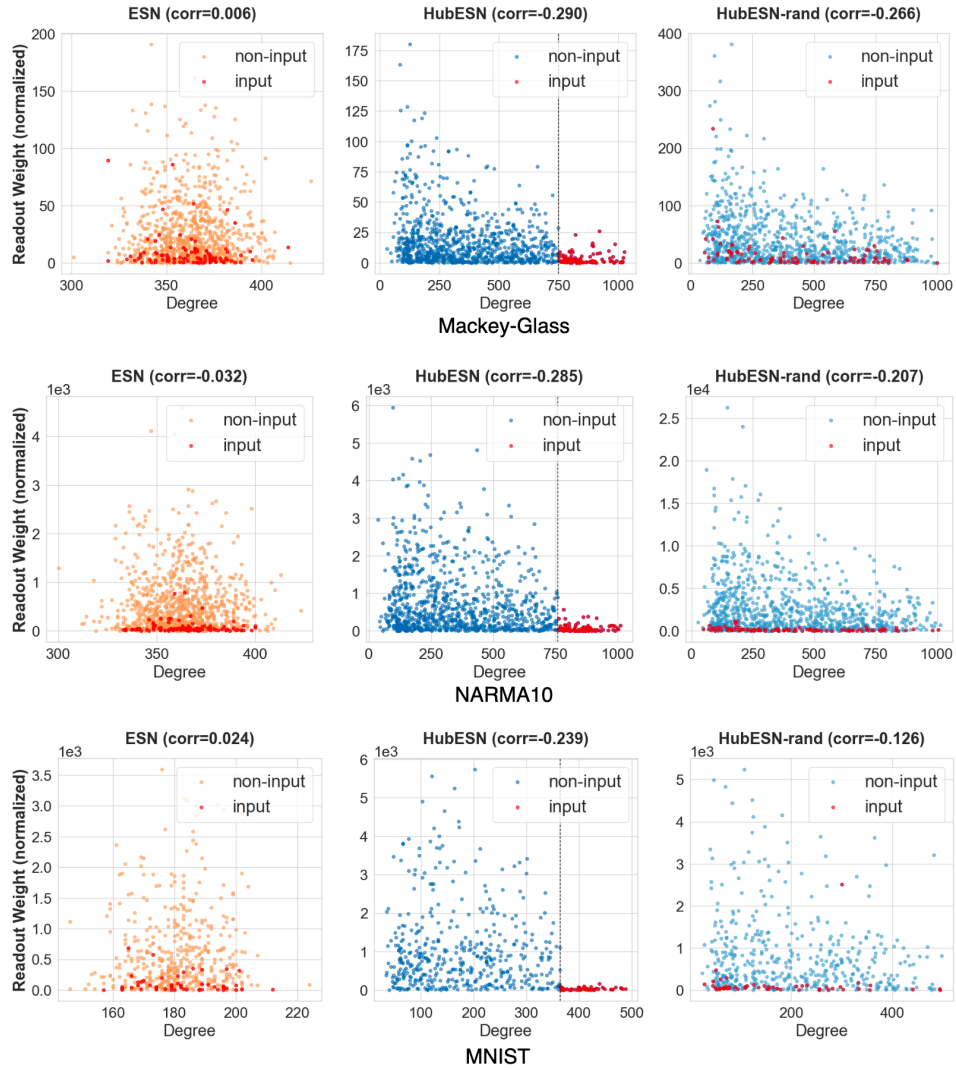 ESN (corr=0.006)
HubESN (corr=-0.290)
HubESN-rand (corr=-0.266)
Readout Weight (normalized)
200
150
100
50
0
non-input
input
300
350
400
Degree
175
150
125
100
75
50
25
0
non-input
input
0
250
500
750
1000
Degree
400
300
200
100
0
non-input
input
0
250
500
750
1000
Degree
Mackey-Glass
ESN (corr=-0.032)
HubESN (corr=-0.285)
HubESN-rand (corr=-0.207)
Readout Weight (normalized)
1e3
4
3
2
1
0
non-input
input
300
350
400
Degree
1e3
6
5
4
3
2
1
0
non-input
input
0
250
500
750
1000
Degree
1e4
2.5
2.0
1.5
1.0
0.5
0.0
non-input
input
0
250
500
750
1000
Degree
NARMA10
ESN (corr=0.024)
HubESN (corr=-0.239)
HubESN-rand (corr=-0.126)
Readout Weight (normalized)
1e3
3.5
3.0
2.5
2.0
1.5
1.0
0.5
0.0
non-input
input
160
180
200
220
Degree
1e3
6
5
4
3
2
1
0
non-input
input
100
200
300
400
500
Degree
1e3
5
4
3
2
1
0
non-input
input
200
400
Degree
MNIST